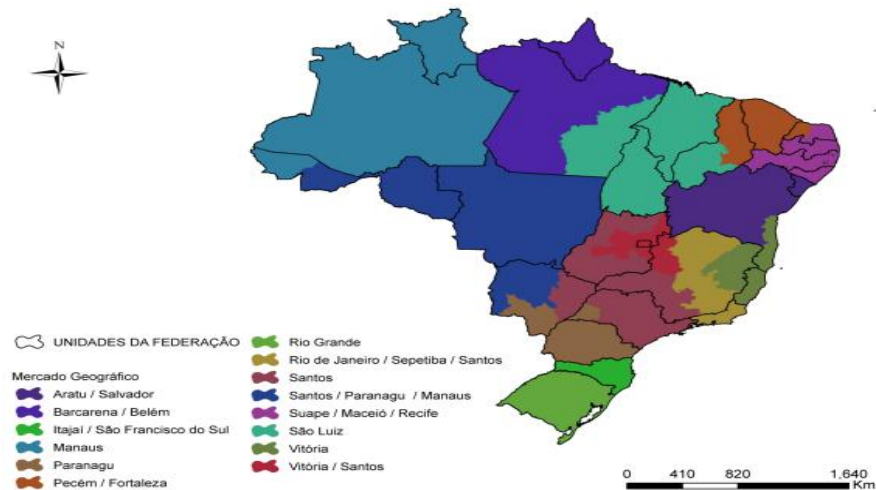 N
UNIDADES DA FEDERAÇÃO
Mercado Geográfico
Aratu / Salvador
Barcarena / Belém
Itajaí / São Francisco do Sul
Manaus
Paranagu
Pecém / Fortaleza
Rio Grande
Rio de Janeiro / Sepetiba / Santos
Santos
Santos / Paranagu / Manaus
Suape / Maceió / Recife
São Luiz
Vitória
Vitória / Santos
0 410 820 1,640
Km